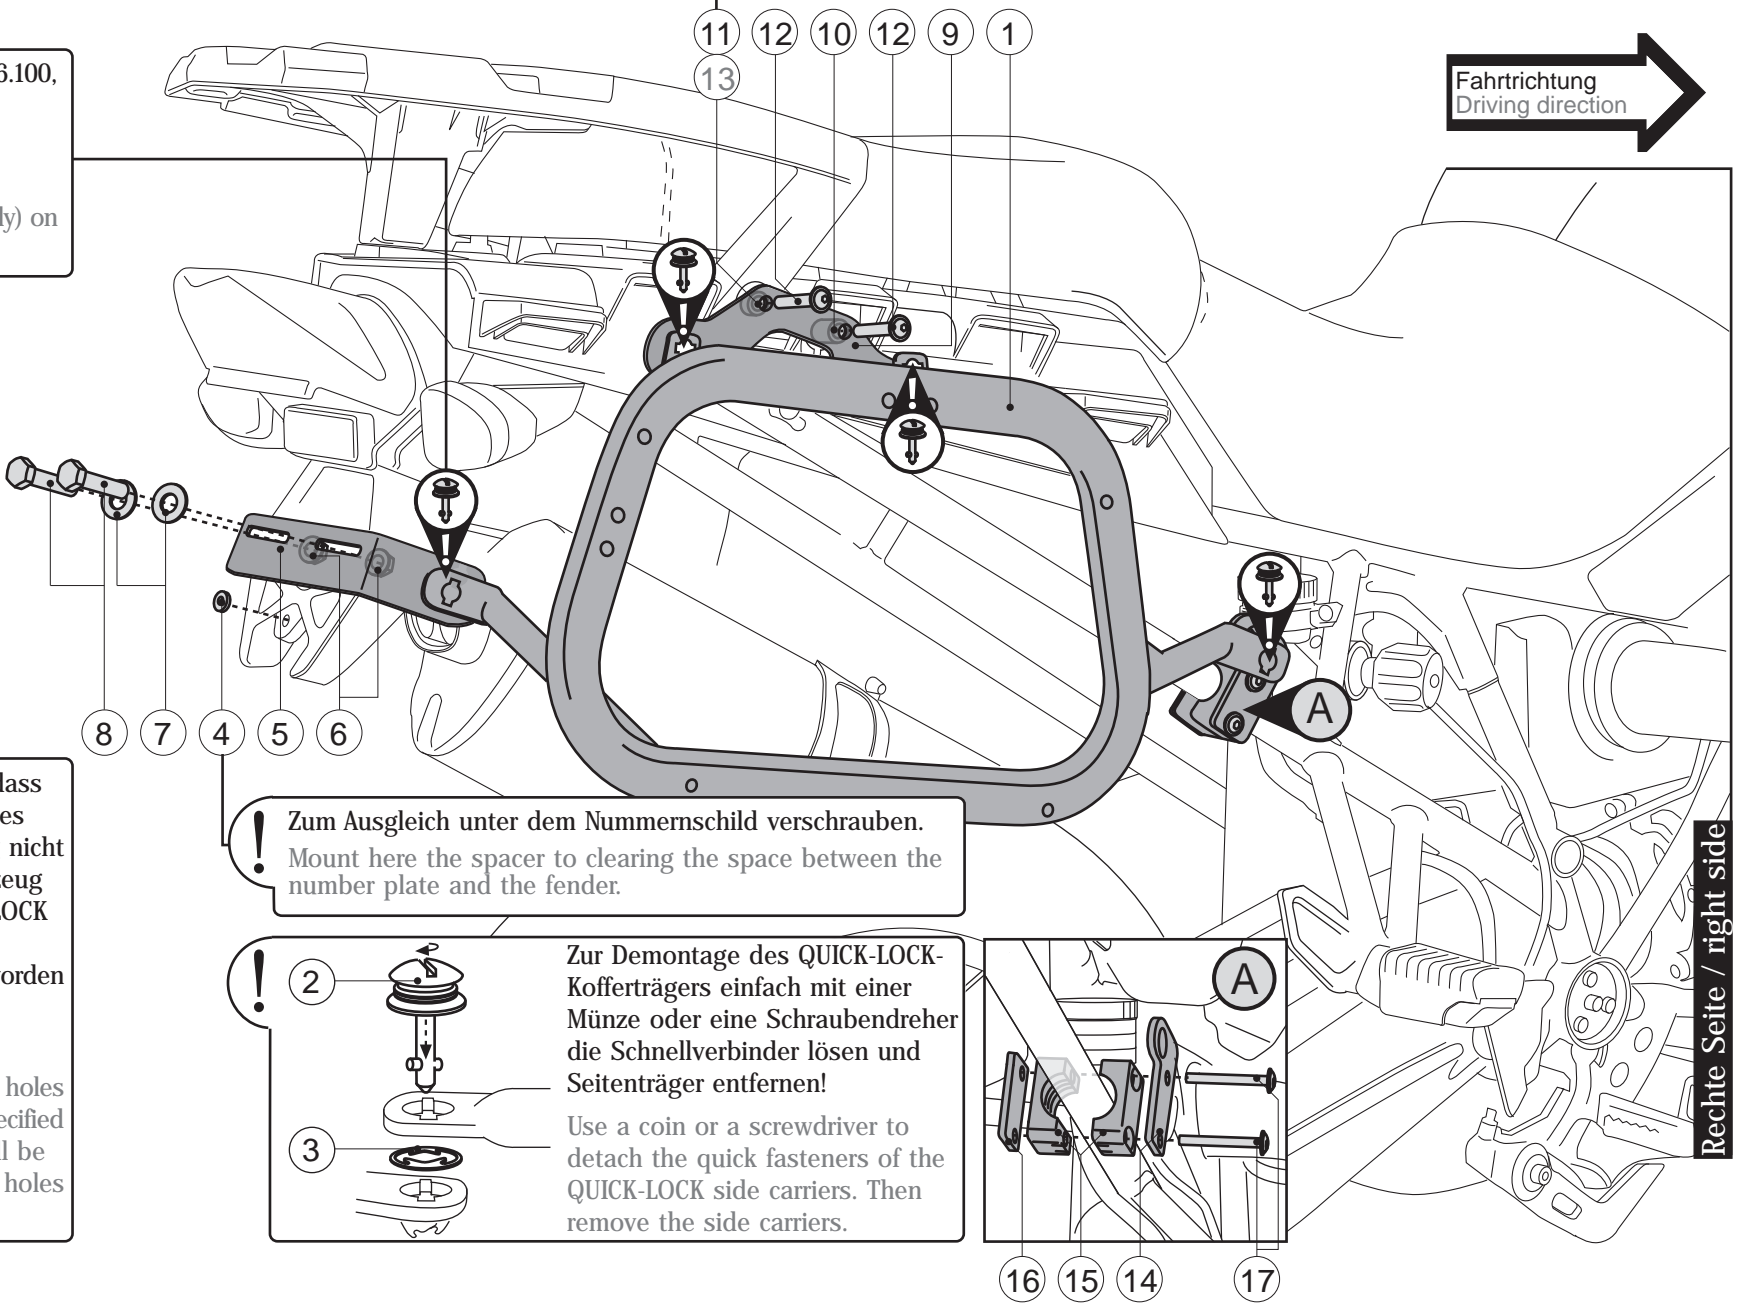 11 12 10 12 9 1
13
6.100,
ly) on
Fahrtrichtung
Driving direction
A
8 7 4 5 6
lass
es
nicht
zeug
LOCK
worden
holes
ecified
ll be
holes
! Zum Ausgleich unter dem Nummernschild verschrauben.
Mount here the spacer to clearing the space between the
number plate and the fender.
!
2
3
Zur Demontage des QUICK-LOCK-
Kofferträgers einfach mit einer
Münze oder eine Schraubendreher
die Schnellverbinder lösen und
Seitenträger entfernen!
Use a coin or a screwdriver to
detach the quick fasteners of the
QUICK-LOCK side carriers. Then
remove the side carriers.
A
16 15 14 17
Rechte Seite / right side